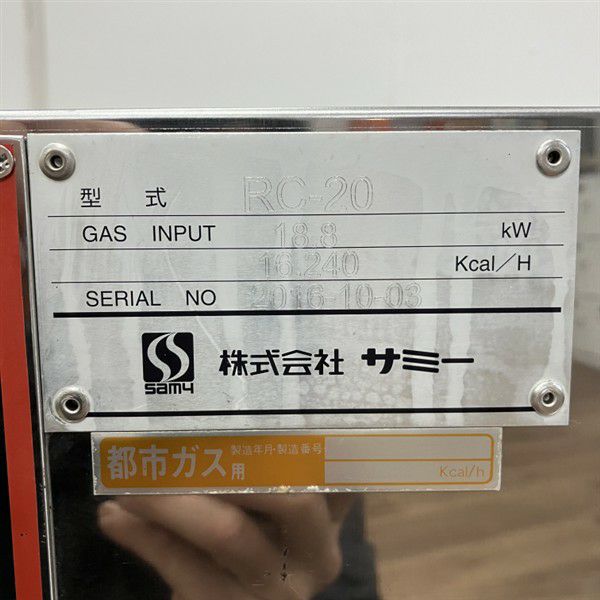 型 式 RC-20
GAS INPUT 18.8 kW
16.240 Kcal/H
SERIAL NO 2016-10-03
samy 株式会社 サミー
都市ガス用 製造年月・製造番号
Kcal/h